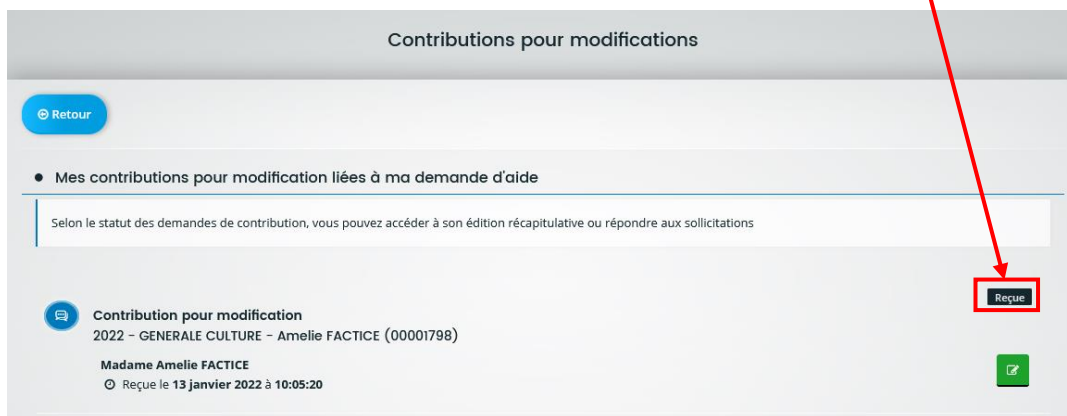 Contributions pour modifications
Retour
Mes contributions pour modification liées à ma demande d'aide
Selon le statut des demandes de contribution, vous pouvez accéder à son édition récapitulative ou répondre aux sollicitations
Reçue
Contribution pour modification
2022 - GENERALE CULTURE - Amelie FACTICE (00001798)
Madame Amelie FACTICE
Reçue le 13 janvier 2022 à 10:05:20